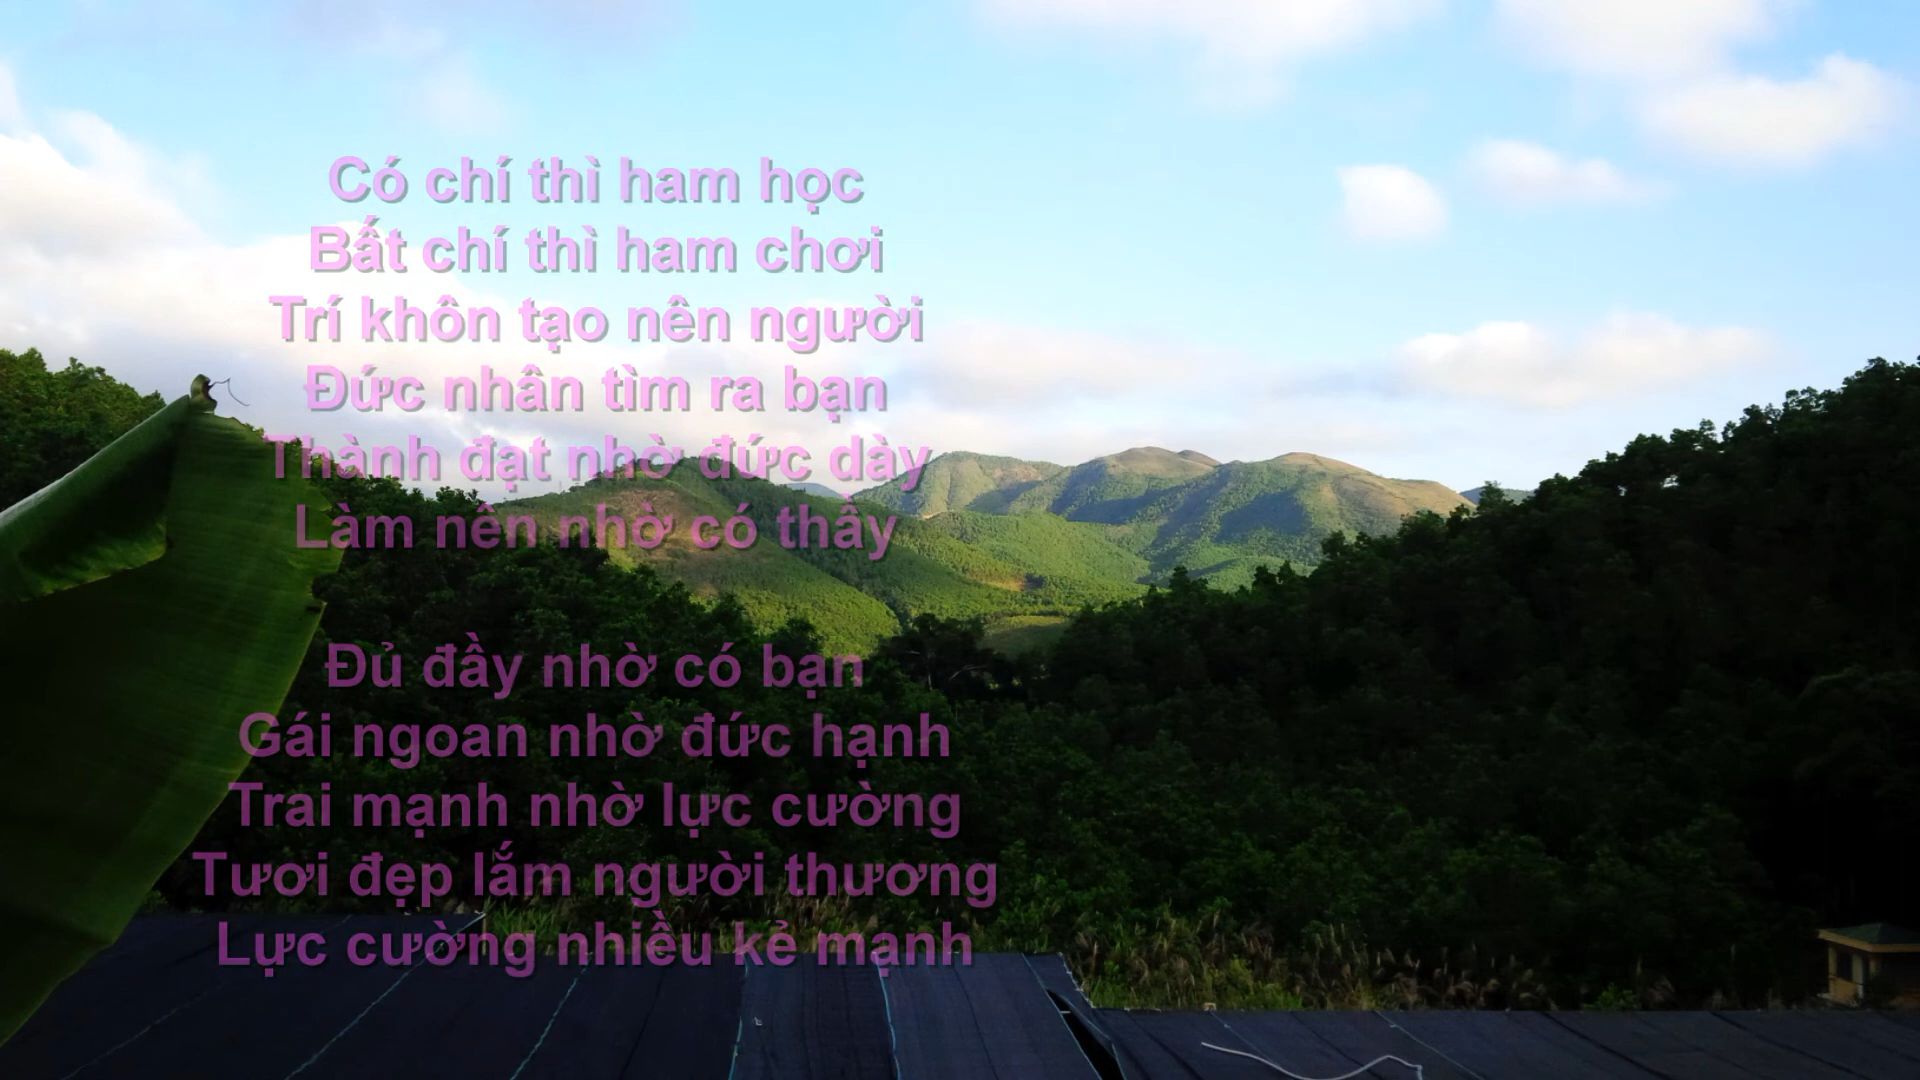 Có chí thì ham học
Bất chí thì ham chơi
Trí khôn tạo nên người
Đức nhân tìm ra bạn
Thành đạt nhờ đức dày
Làm nên nhờ có thầy
Đủ đầy nhờ có bạn
Gái ngoan nhờ đức hạnh
Trai mạnh nhờ lực cường
Tươi đẹp lắm người thương
Lực cường nhiều kẻ mạnh